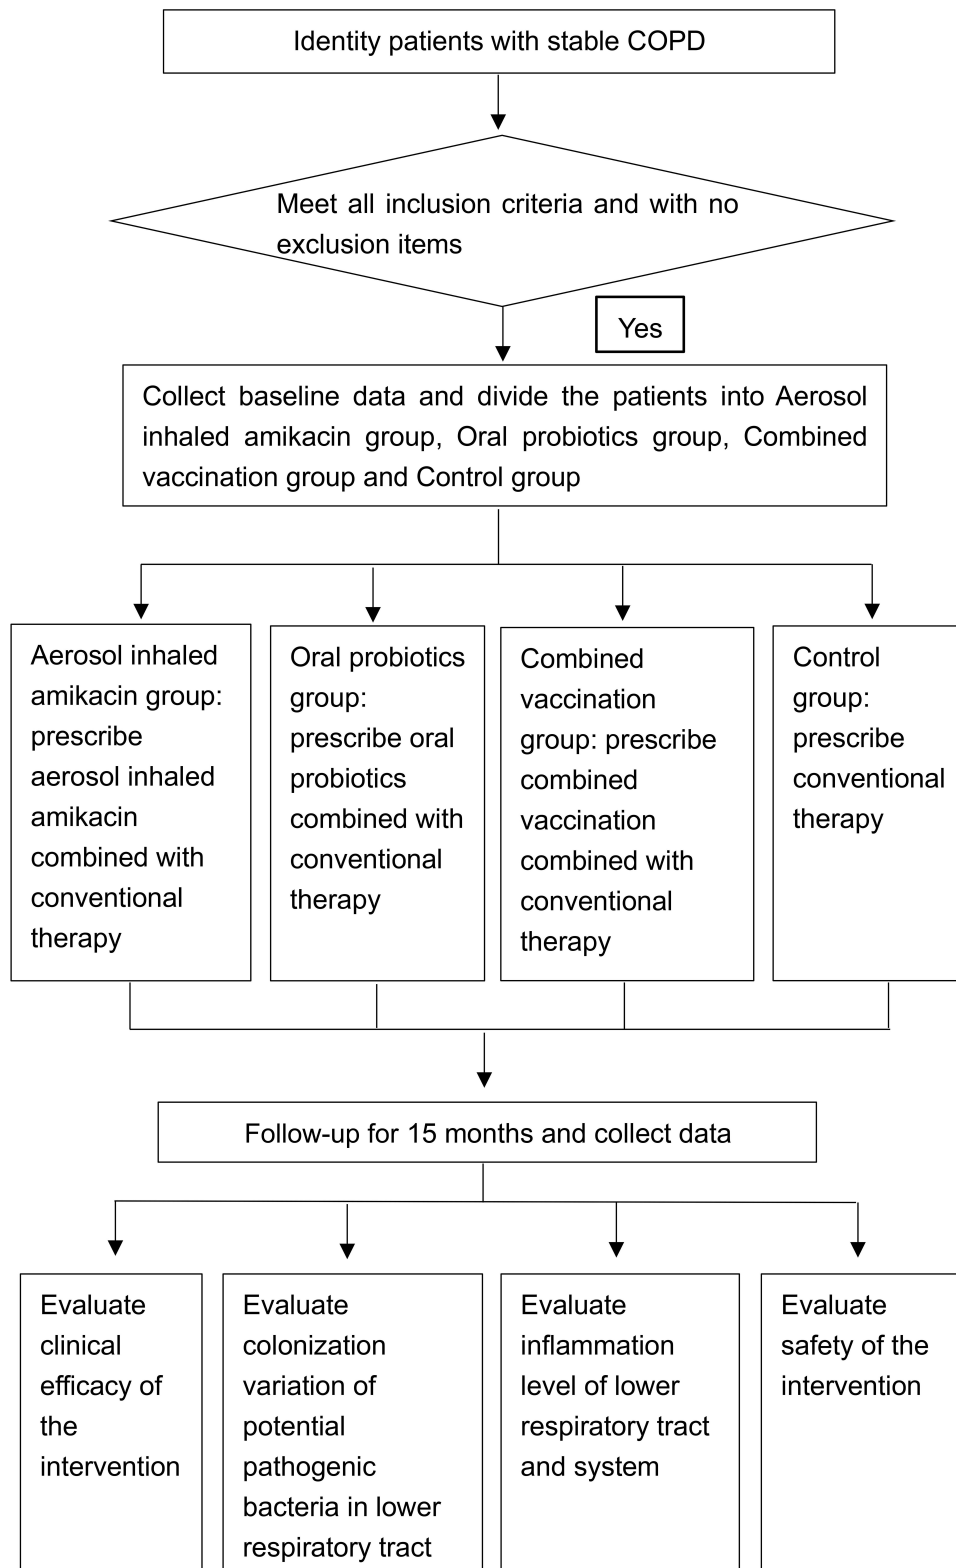 Identity patients with stable COPD
Meet all inclusion criteria and with no
exclusion items
Yes
Collect baseline data and divide the patients into Aerosol
inhaled amikacin group, Oral probiotics group, Combined
vaccination group and Control group
Aerosol inhaled
amikacin group:
prescribe
aerosol inhaled
amikacin
combined with
conventional
therapy
Oral probiotics
group:
prescribe oral
probiotics
combined with
conventional
therapy
Combined
vaccination
group: prescribe
combined
vaccination
combined with
conventional
therapy
Control
group:
prescribe
conventional
therapy
Follow-up for 15 months and collect data
Evaluate
clinical
efficacy of
the
intervention
Evaluate
colonization
variation of
potential
pathogenic
bacteria in lower
respiratory tract
Evaluate
inflammation
level of lower
respiratory tract
and system
Evaluate
safety of the
intervention